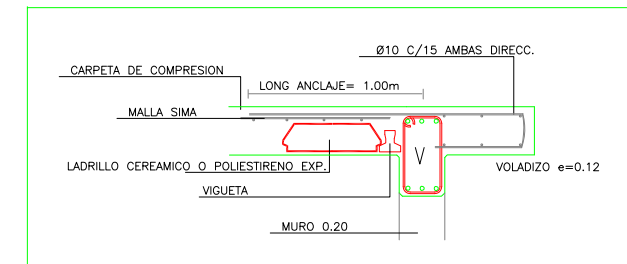 Ø10 C/15 AMBAS DIRECC.
CARPETA DE COMPRESION
LONG ANCLAJE= 1.00m
MALLA SIMA
V
LADRILLO CEREAMICO O POLIESTIRENO EXP.
VOLADIZO e=0.12
VIGUETA
MURO 0.20